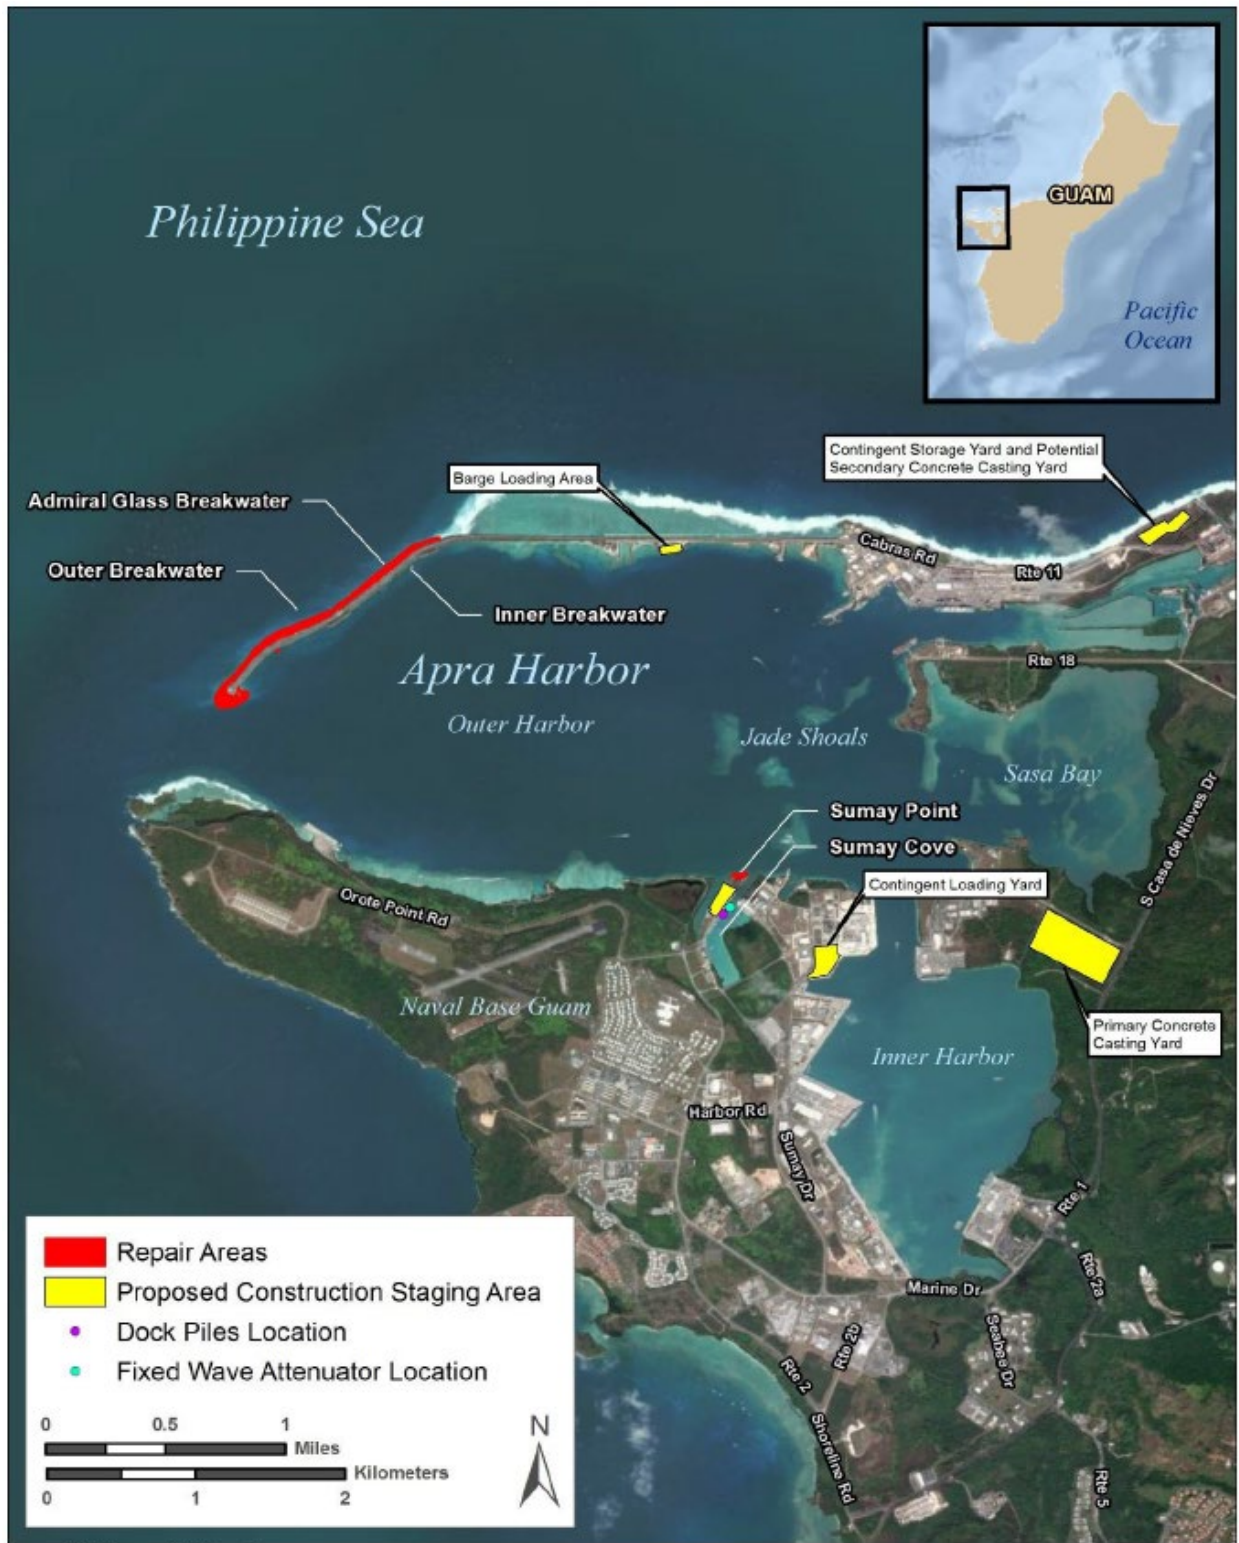 GUAM
Philippine Sea
Pacific
Ocean
Contingent Storage Yard and Potential
Secondary Concrete Casting Yard
Barge Loading Area
Admiral Glass Breakwater
Cabras Rd
Outer Breakwater
Rte 11
Inner Breakwater
Apra Harbor
Rte 18
Outer Harbor
Jade Shoals
Sasa Bay
S Casa de Nieves Dr
Sumay Point
Sumay Cove
Contingent Loading Yard
Orote Point Rd
Naval Base Guam
Primary Concrete
Casting Yard
Inner Harbor
Harbor Rd
Sumay Dr
Rte 1
Rte 2a
Marine Dr
Rte 2b
Seabee Dr
Rte 2
Shoreline Rd
Rte 5
Repair Areas
Proposed Construction Staging Area
Dock Piles Location
Fixed Wave Attenuator Location
0 0.5 1
Miles
Kilometers
0 1 2
N